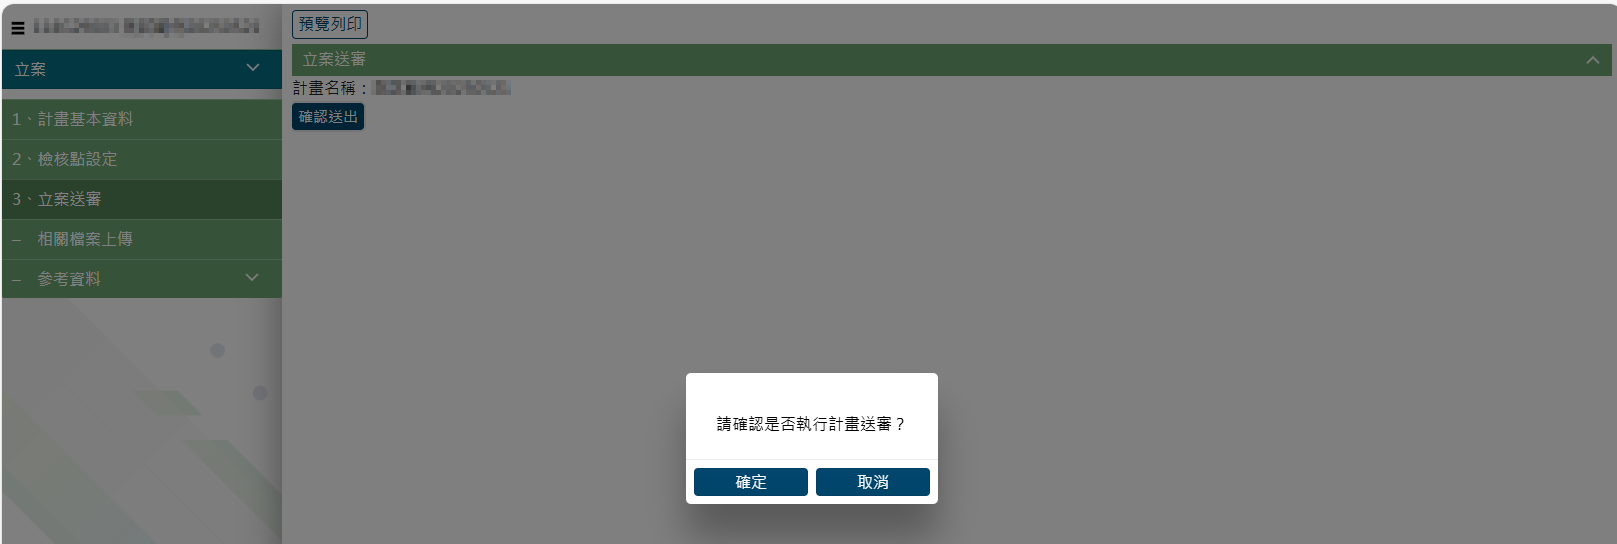 立案
1、計畫基本資料
2、檢核點設定
3、立案送審
– 相關檔案上傳
– 參考資料
預覽列印
立案送審
計畫名稱：
確認送出
請確認是否執行計畫送審？
確定
取消